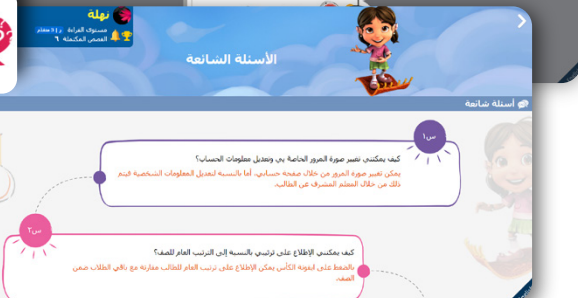 نهلة
مستوى القراءة
القصص المكتملة ٦
الأسئلة الشائعة
أسئلة شائعة
س١
كيف يمكنني تغيير صورة المرور الخاصة بي وتعديل معلومات الحساب؟
يمكن تغيير صورة المرور من خلال صفحة حسابي، أما بالنسبة لتعديل المعلومات الشخصية فيتم
ذلك من خلال المعلم المشرف عن الطالب.
س٢
كيف يمكنني الإطلاع على ترتيبي بالنسبة إلى الترتيب العام للصف؟
بالضغط على أيقونة الكأس يمكن الإطلاع على ترتيب العام للطالب مقارنة مع باقي الطلاب ضمن
الصف.